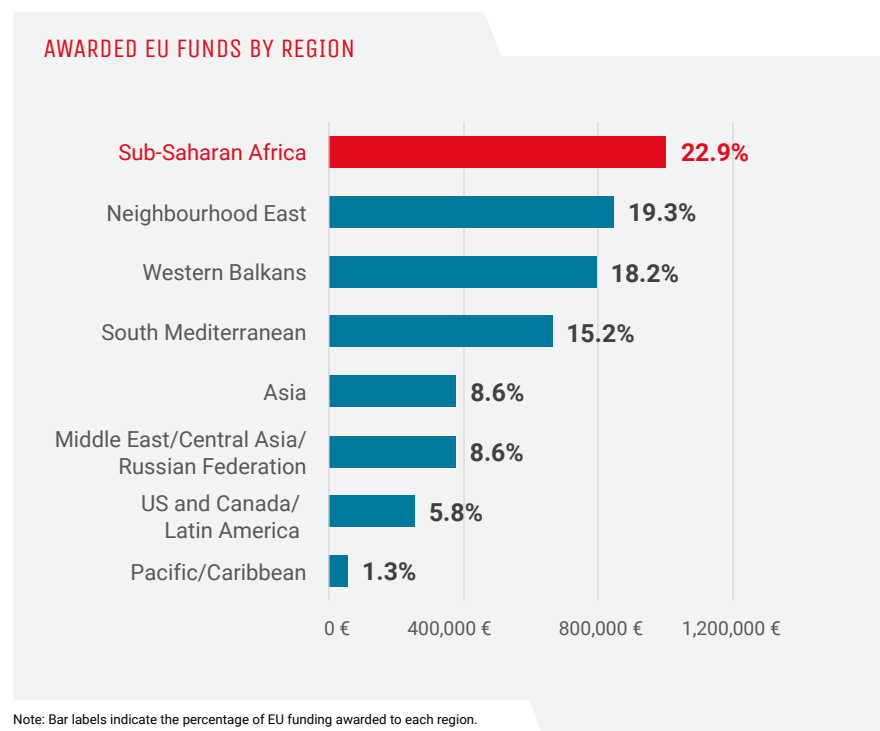 AWARDED EU FUNDS BY REGION
Sub-Saharan Africa 22.9%
Neighbourhood East 19.3%
Western Balkans 18.2%
South Mediterranean 15.2%
Asia 8.6%
Middle East/Central Asia/
Russian Federation 8.6%
US and Canada/
Latin America 5.8%
Pacific/Caribbean 1.3%
0 € 400,000 € 800,000 € 1,200,000 €
Note: Bar labels indicate the percentage of EU funding awarded to each region.